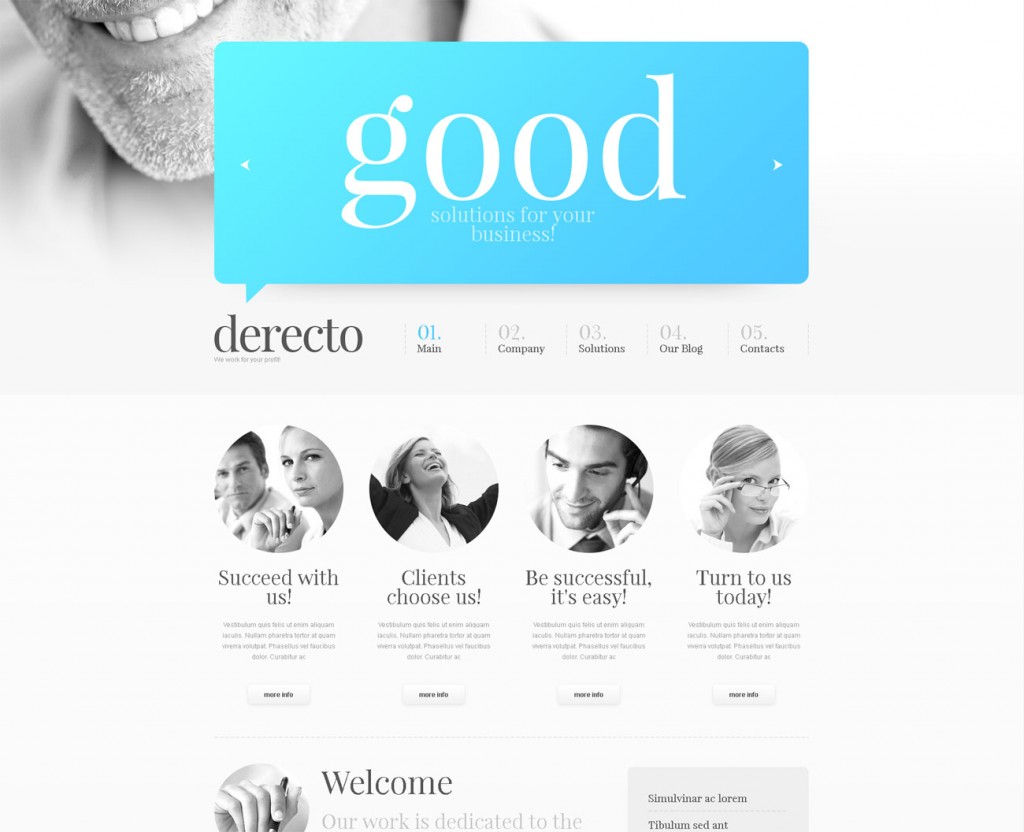 good
solutions for your
business!
derecto
We work for your profit!
01.
Main
02.
Company
03.
Solutions
04.
Our Blog
05.
Contacts
Succeed with
us!
Vestibulum quis felis ut enim aliquam
iaculis. Nullam pharetra tortor at quam
viverra volutpat. Phasellus vel faucibus
dolor. Curabitur ac
more info
Clients
choose us!
Vestibulum quis felis ut enim aliquam
iaculis. Nullam pharetra tortor at quam
viverra volutpat. Phasellus vel faucibus
dolor. Curabitur ac
more info
Be successful,
it's easy!
Vestibulum quis felis ut enim aliquam
iaculis. Nullam pharetra tortor at quam
viverra volutpat. Phasellus vel faucibus
dolor. Curabitur ac
more info
Turn to us
today!
Vestibulum quis felis ut enim aliquam
iaculis. Nullam pharetra tortor at quam
viverra volutpat. Phasellus vel faucibus
dolor. Curabitur ac
more info
Welcome
Our work is dedicated to the
Simulvinar ac lorem
Tibulum sed ant